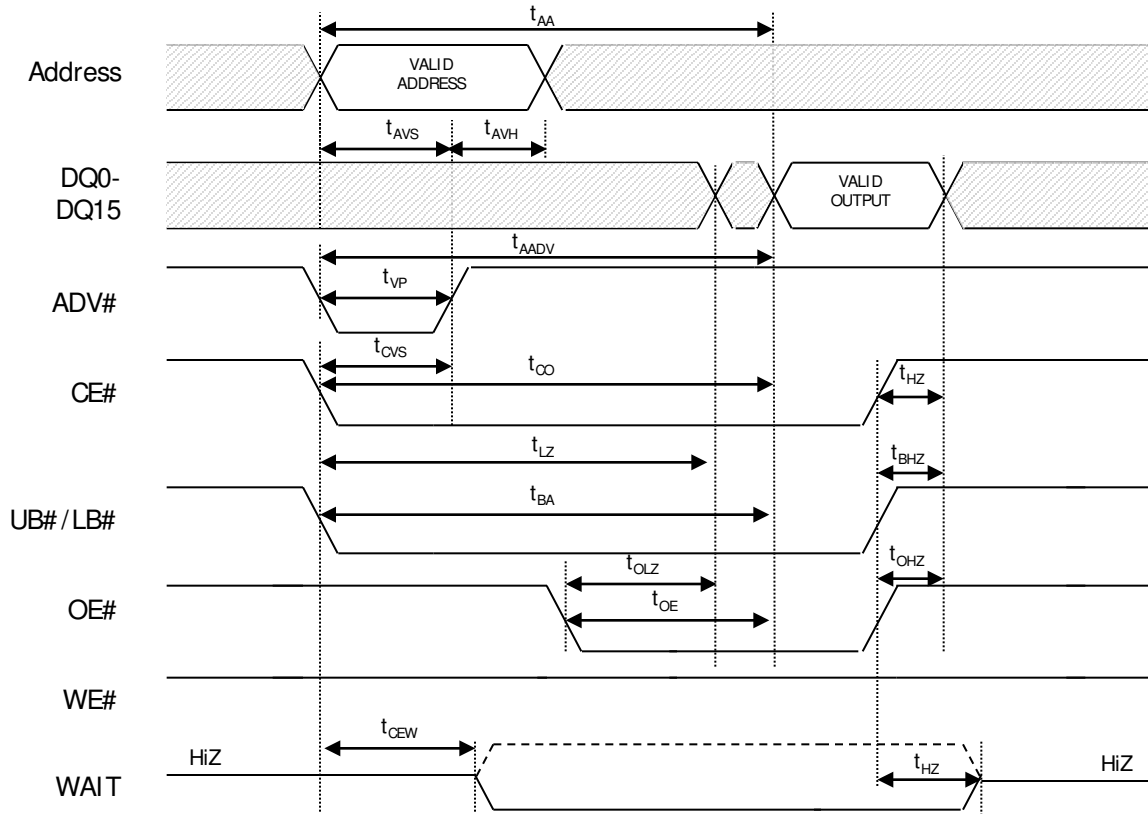 tAA
Address
VALID
ADDRESS
tAVS
tAVH
DQ0-
DQ15
VALID
OUTPUT
tAADV
ADV#
tVP
tCVS
CE#
tCO
tHZ
tLZ
tBHZ
UB# / LB#
tBA
tOLZ
tOHZ
OE#
tOE
WE#
tCEW
HiZ
WAIT
tHZ
HiZ